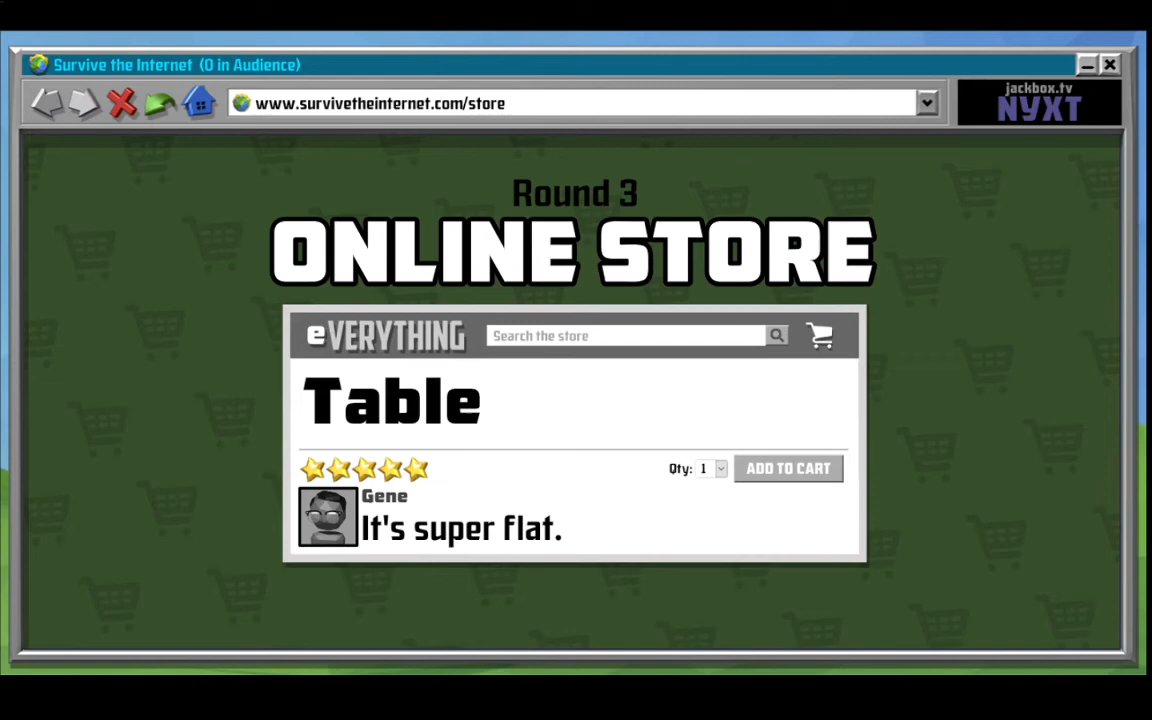 Survive the Internet (0 in Audience)
www.survivetheinternet.com/store
jackbox.tv
NYXT
Round 3
ONLINE STORE
eVERYTHING
Search the store
Table
Qty: 1
ADD TO CART
Gene
It's super flat.